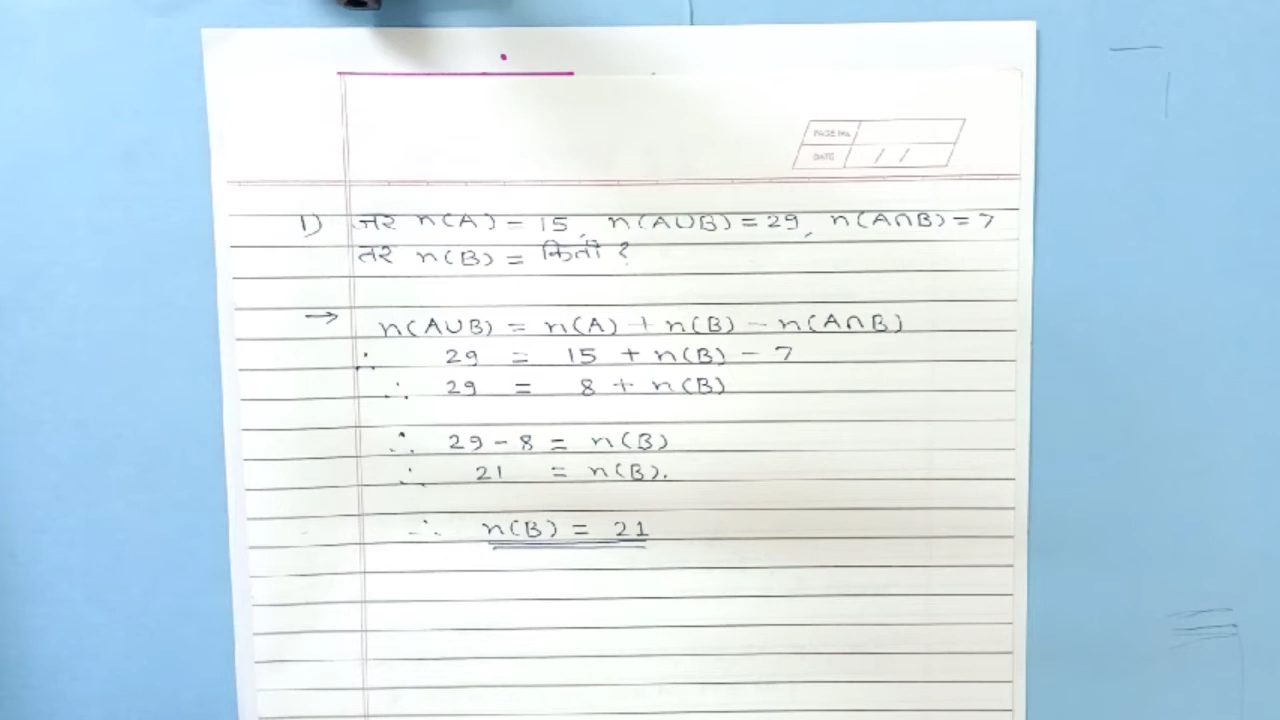 PAGE No.
DATE / /
1) जर n(A) = 15, n(A∪B) = 29, n(A∩B) = 7
तर n(B) = किती ?
→ n(A∪B) = n(A) + n(B) - n(A∩B)
∴ 29 = 15 + n(B) - 7
∴ 29 = 8 + n(B)
∴ 29 - 8 = n(B)
∴ 21 = n(B).
∴ n(B) = 21